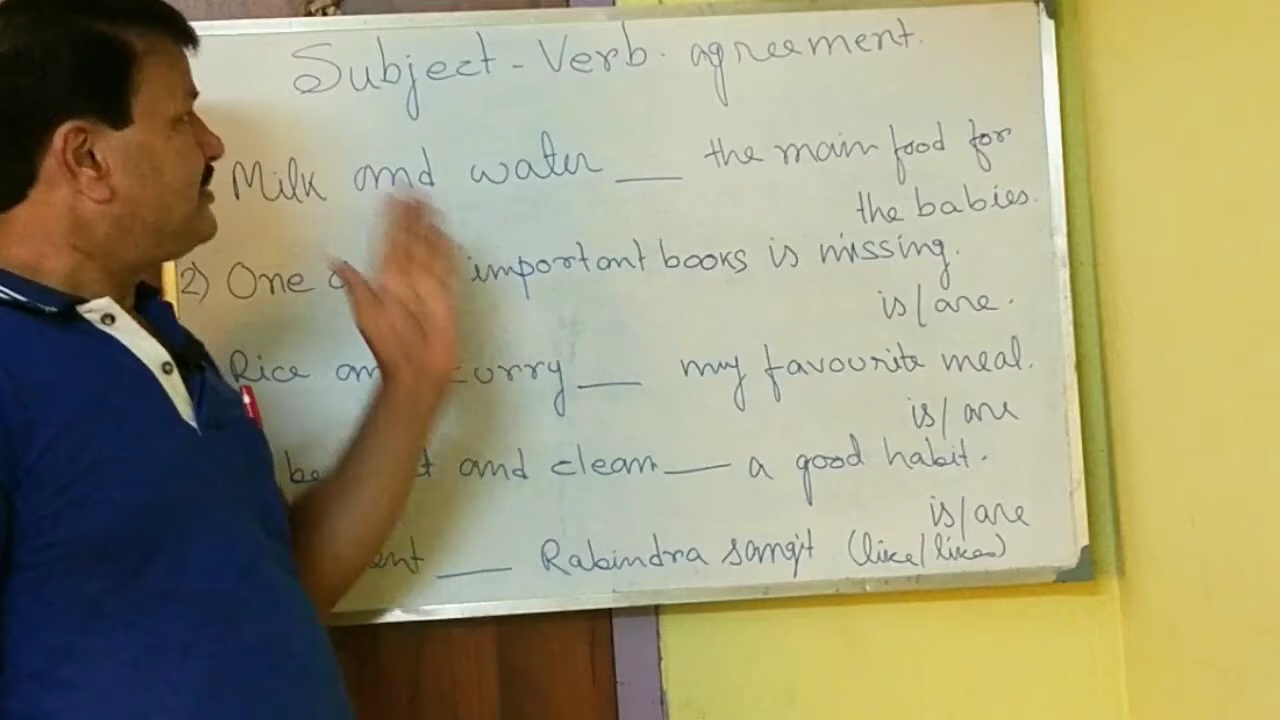 Subject-Verb agreement.
Milk and water ___ the main food for
the babies.
2) One important books is missing.
is/are.
Rice and curry ___ my favourite meal.
is/are
be and clean ___ a good habit.
is/are
___ Rabindra sangit (like/likes)